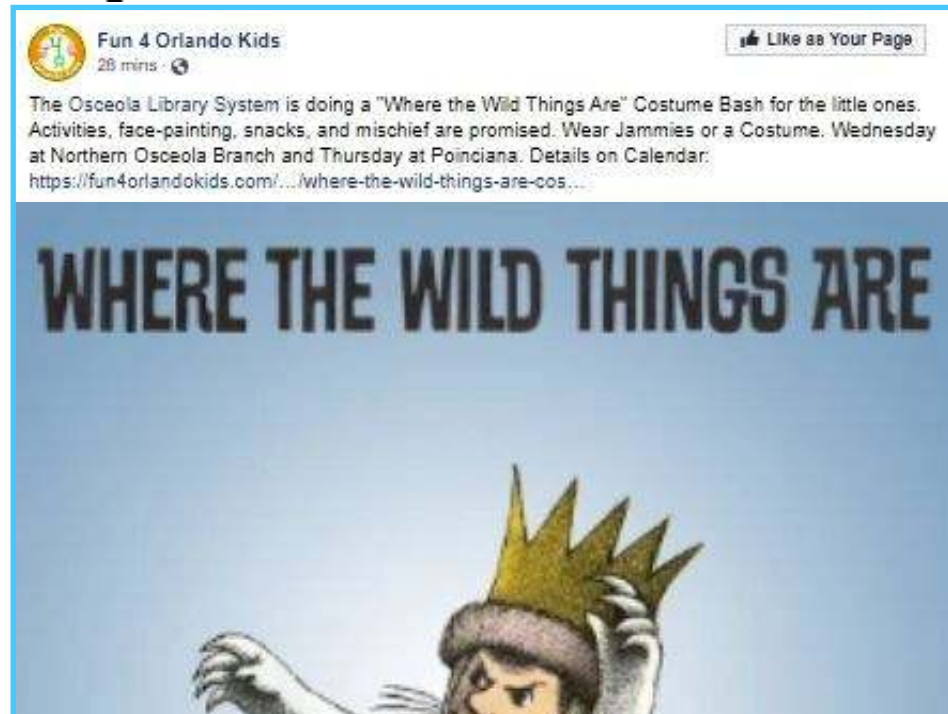 Fun 4 Orlando Kids
Like as Your Page
28 mins ·
The Osceola Library System is doing a "Where the Wild Things Are" Costume Bash for the little ones.
Activities, face-painting, snacks, and mischief are promised. Wear Jammies or a Costume. Wednesday
at Northern Osceola Branch and Thursday at Poinciana. Details on Calendar:
https://fun4orlandokids.com/.../where-the-wild-things-are-cos...
WHERE THE WILD THINGS ARE